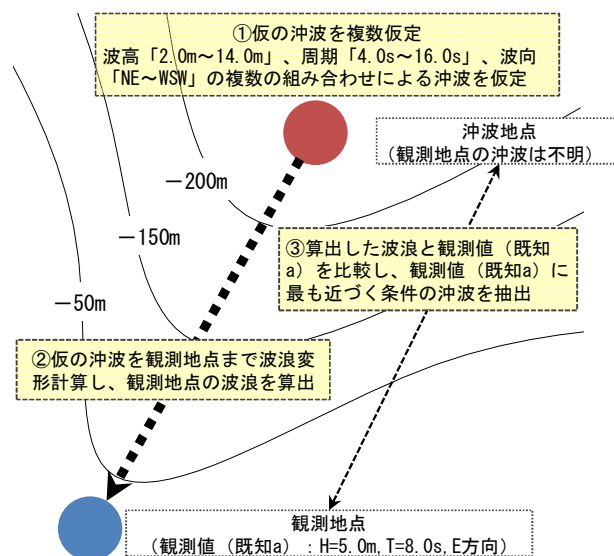 ①仮の沖波を複数仮定
波高「2.0m～14.0m」、周期「4.0s～16.0s」、波向
「NE～WSW」の複数の組み合わせによる沖波を仮定
沖波地点
（観測地点の沖波は不明）
－200m
－150m
③算出した波浪と観測値（既知
a）を比較し、観測値（既知a）に
最も近づく条件の沖波を抽出
－50m
②仮の沖波を観測地点まで波浪変
形計算し、観測地点の波浪を算出
観測地点
（観測値（既知a）：H=5.0m,T=8.0s,E方向）